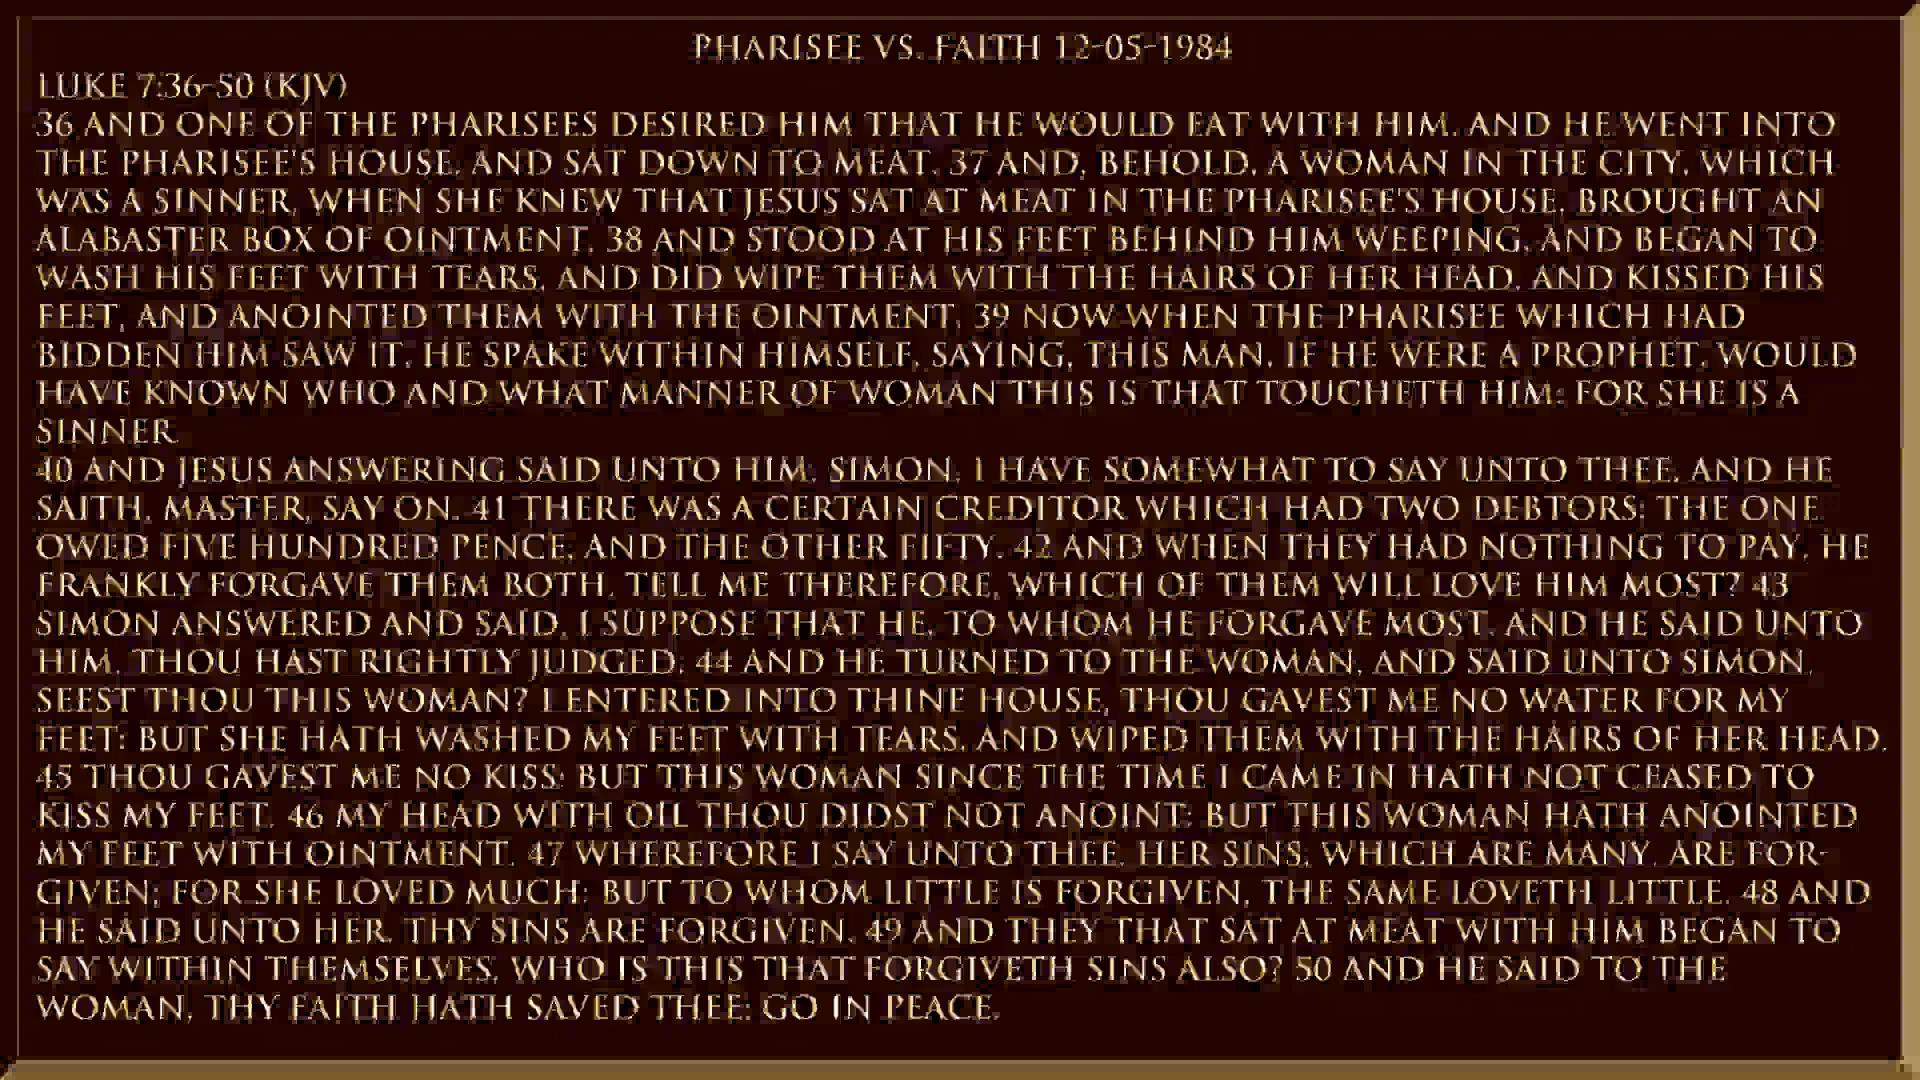 PHARISEE VS. FAITH 12-05-1984
LUKE 7:36-50 (KJV)
36 AND ONE OF THE PHARISEES DESIRED HIM THAT HE WOULD EAT WITH HIM. AND HE WENT INTO
THE PHARISEE'S HOUSE, AND SAT DOWN TO MEAT. 37 AND, BEHOLD, A WOMAN IN THE CITY, WHICH
WAS A SINNER, WHEN SHE KNEW THAT JESUS SAT AT MEAT IN THE PHARISEE'S HOUSE, BROUGHT AN
ALABASTER BOX OF OINTMENT, 38 AND STOOD AT HIS FEET BEHIND HIM WEEPING, AND BEGAN TO
WASH HIS FEET WITH TEARS, AND DID WIPE THEM WITH THE HAIRS OF HER HEAD, AND KISSED HIS
FEET, AND ANOINTED THEM WITH THE OINTMENT. 39 NOW WHEN THE PHARISEE WHICH HAD
BIDDEN HIM SAW IT, HE SPAKE WITHIN HIMSELF, SAYING, THIS MAN, IF HE WERE A PROPHET, WOULD
HAVE KNOWN WHO AND WHAT MANNER OF WOMAN THIS IS THAT TOUCHETH HIM: FOR SHE IS A
SINNER.
40 AND JESUS ANSWERING SAID UNTO HIM, SIMON, I HAVE SOMEWHAT TO SAY UNTO THEE. AND HE
SAITH, MASTER, SAY ON. 41 THERE WAS A CERTAIN CREDITOR WHICH HAD TWO DEBTORS: THE ONE
OWED FIVE HUNDRED PENCE, AND THE OTHER FIFTY. 42 AND WHEN THEY HAD NOTHING TO PAY, HE
FRANKLY FORGAVE THEM BOTH. TELL ME THEREFORE, WHICH OF THEM WILL LOVE HIM MOST? 43
SIMON ANSWERED AND SAID, I SUPPOSE THAT HE, TO WHOM HE FORGAVE MOST. AND HE SAID UNTO
HIM, THOU HAST RIGHTLY JUDGED. 44 AND HE TURNED TO THE WOMAN, AND SAID UNTO SIMON,
SEEST THOU THIS WOMAN? I ENTERED INTO THINE HOUSE, THOU GAVEST ME NO WATER FOR MY
FEET: BUT SHE HATH WASHED MY FEET WITH TEARS, AND WIPED THEM WITH THE HAIRS OF HER HEAD.
45 THOU GAVEST ME NO KISS: BUT THIS WOMAN SINCE THE TIME I CAME IN HATH NOT CEASED TO
KISS MY FEET. 46 MY HEAD WITH OIL THOU DIDST NOT ANOINT: BUT THIS WOMAN HATH ANOINTED
MY FEET WITH OINTMENT. 47 WHEREFORE I SAY UNTO THEE, HER SINS, WHICH ARE MANY, ARE FOR-
GIVEN; FOR SHE LOVED MUCH: BUT TO WHOM LITTLE IS FORGIVEN, THE SAME LOVETH LITTLE. 48 AND
HE SAID UNTO HER, THY SINS ARE FORGIVEN. 49 AND THEY THAT SAT AT MEAT WITH HIM BEGAN TO
SAY WITHIN THEMSELVES, WHO IS THIS THAT FORGIVETH SINS ALSO? 50 AND HE SAID TO THE
WOMAN, THY FAITH HATH SAVED THEE; GO IN PEACE.